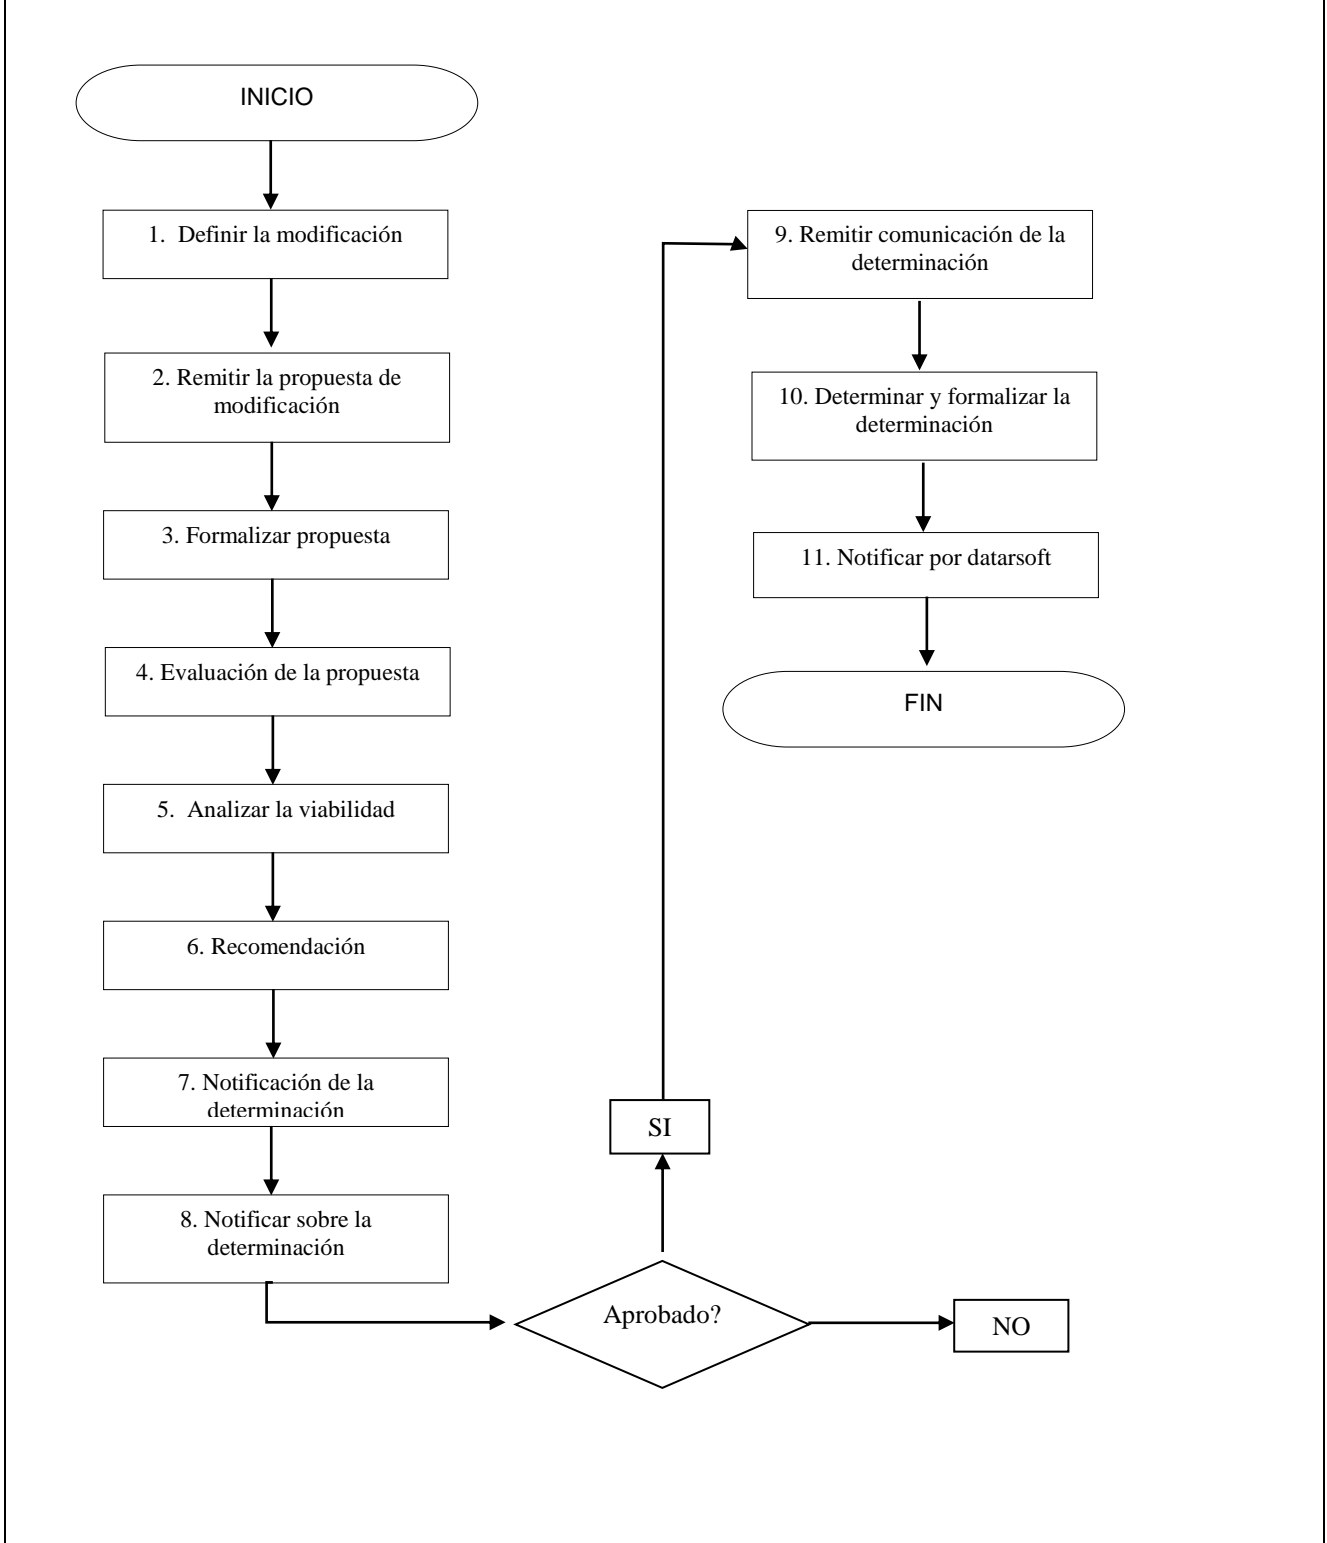 INICIO
1. Definir la modificación
2. Remitir la propuesta de
modificación
3. Formalizar propuesta
4. Evaluación de la propuesta
5. Analizar la viabilidad
6. Recomendación
7. Notificación de la
determinación
8. Notificar sobre la
determinación
Aprobado?
SI
NO
9. Remitir comunicación de la
determinación
10. Determinar y formalizar la
determinación
11. Notificar por datarsoft
FIN